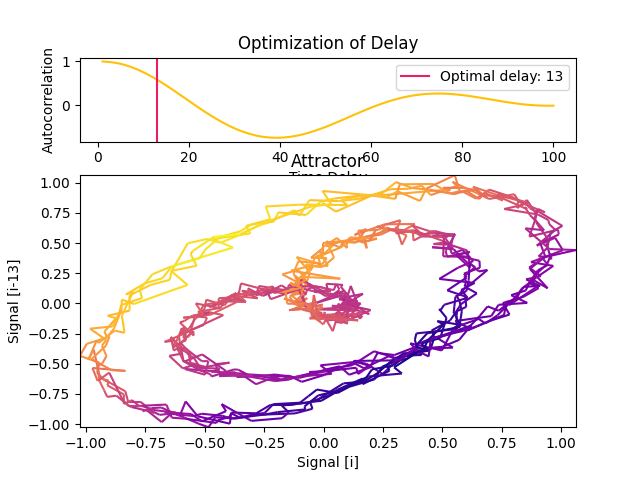 Optimization of Delay
Autocorrelation
1
0
Optimal delay: 13
0 20 40 60 80 100
Time Delay
Attractor
Signal [i-13]
1.00
0.75
0.50
0.25
0.00
−0.25
−0.50
−0.75
−1.00
−1.00 −0.75 −0.50 −0.25 0.00 0.25 0.50 0.75 1.00
Signal [i]